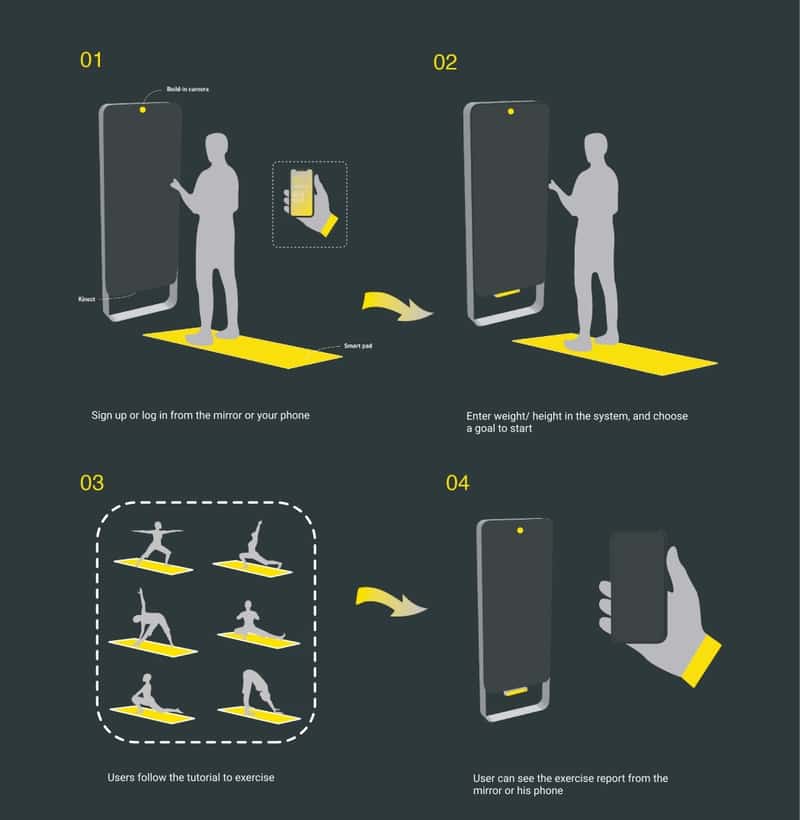 01
Build-in camera
Kinect
Smart pad
Sign up or log in from the mirror or your phone
02
Enter weight/ height in the system, and choose
a goal to start
03
Users follow the tutorial to exercise
04
User can see the exercise report from the
mirror or his phone